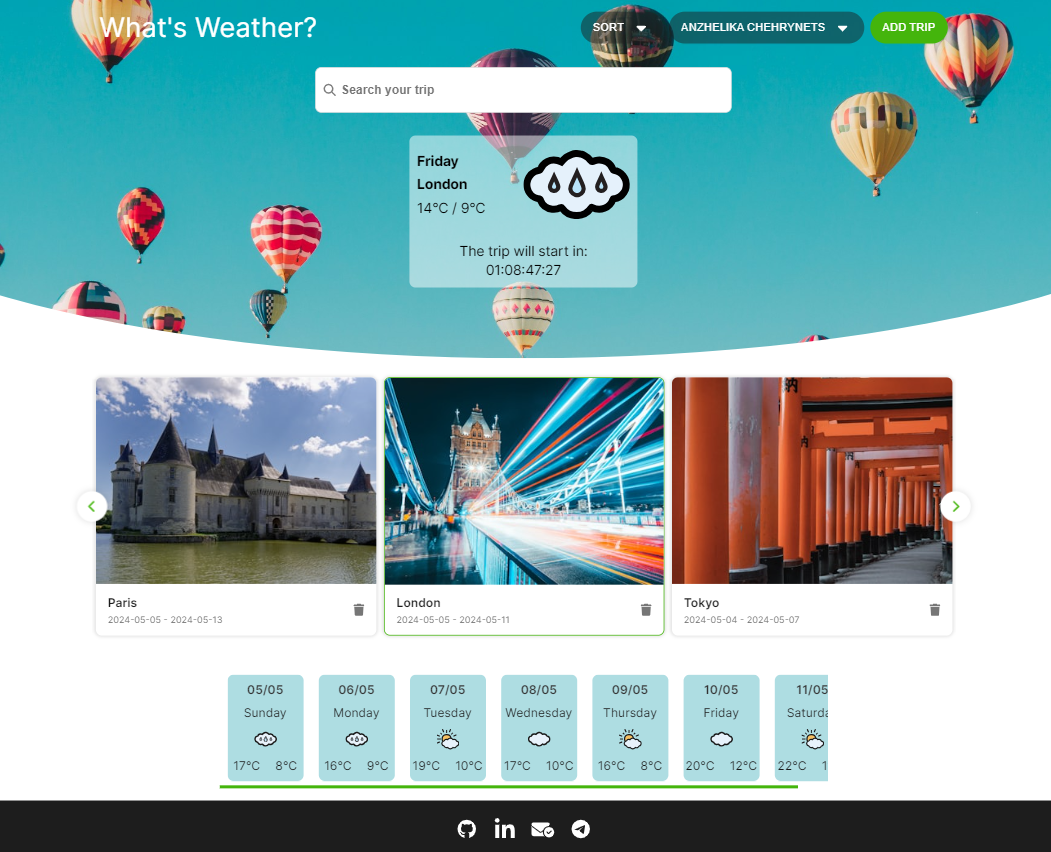 What's Weather?
SORT
ANZHELIKA CHEHRYNETS
ADD TRIP
Search your trip
Friday
London
14°C / 9°C
The trip will start in:
01:08:47:27
Paris
2024-05-05 - 2024-05-13
London
2024-05-05 - 2024-05-11
Tokyo
2024-05-04 - 2024-05-07
05/05
Sunday
17°C 8°C
06/05
Monday
16°C 9°C
07/05
Tuesday
19°C 10°C
08/05
Wednesday
17°C 10°C
09/05
Thursday
16°C 8°C
10/05
Friday
20°C 12°C
11/05
Saturda
22°C 1
in